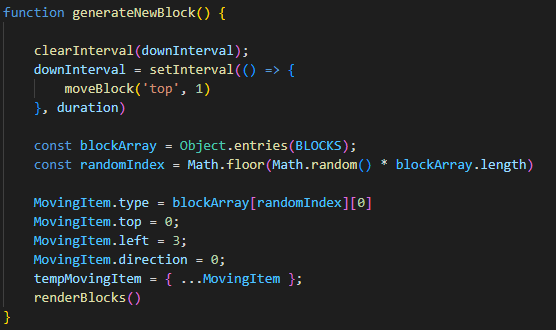 function generateNewBlock() {
clearInterval(downInterval);
downInterval = setInterval(() => {
moveBlock('top', 1)
}, duration)
const blockArray = Object.entries(BLOCKS);
const randomIndex = Math.floor(Math.random() * blockArray.length)
MovingItem.type = blockArray[randomIndex][0]
MovingItem.top = 0;
MovingItem.left = 3;
MovingItem.direction = 0;
tempMovingItem = { ...MovingItem };
renderBlocks()
}